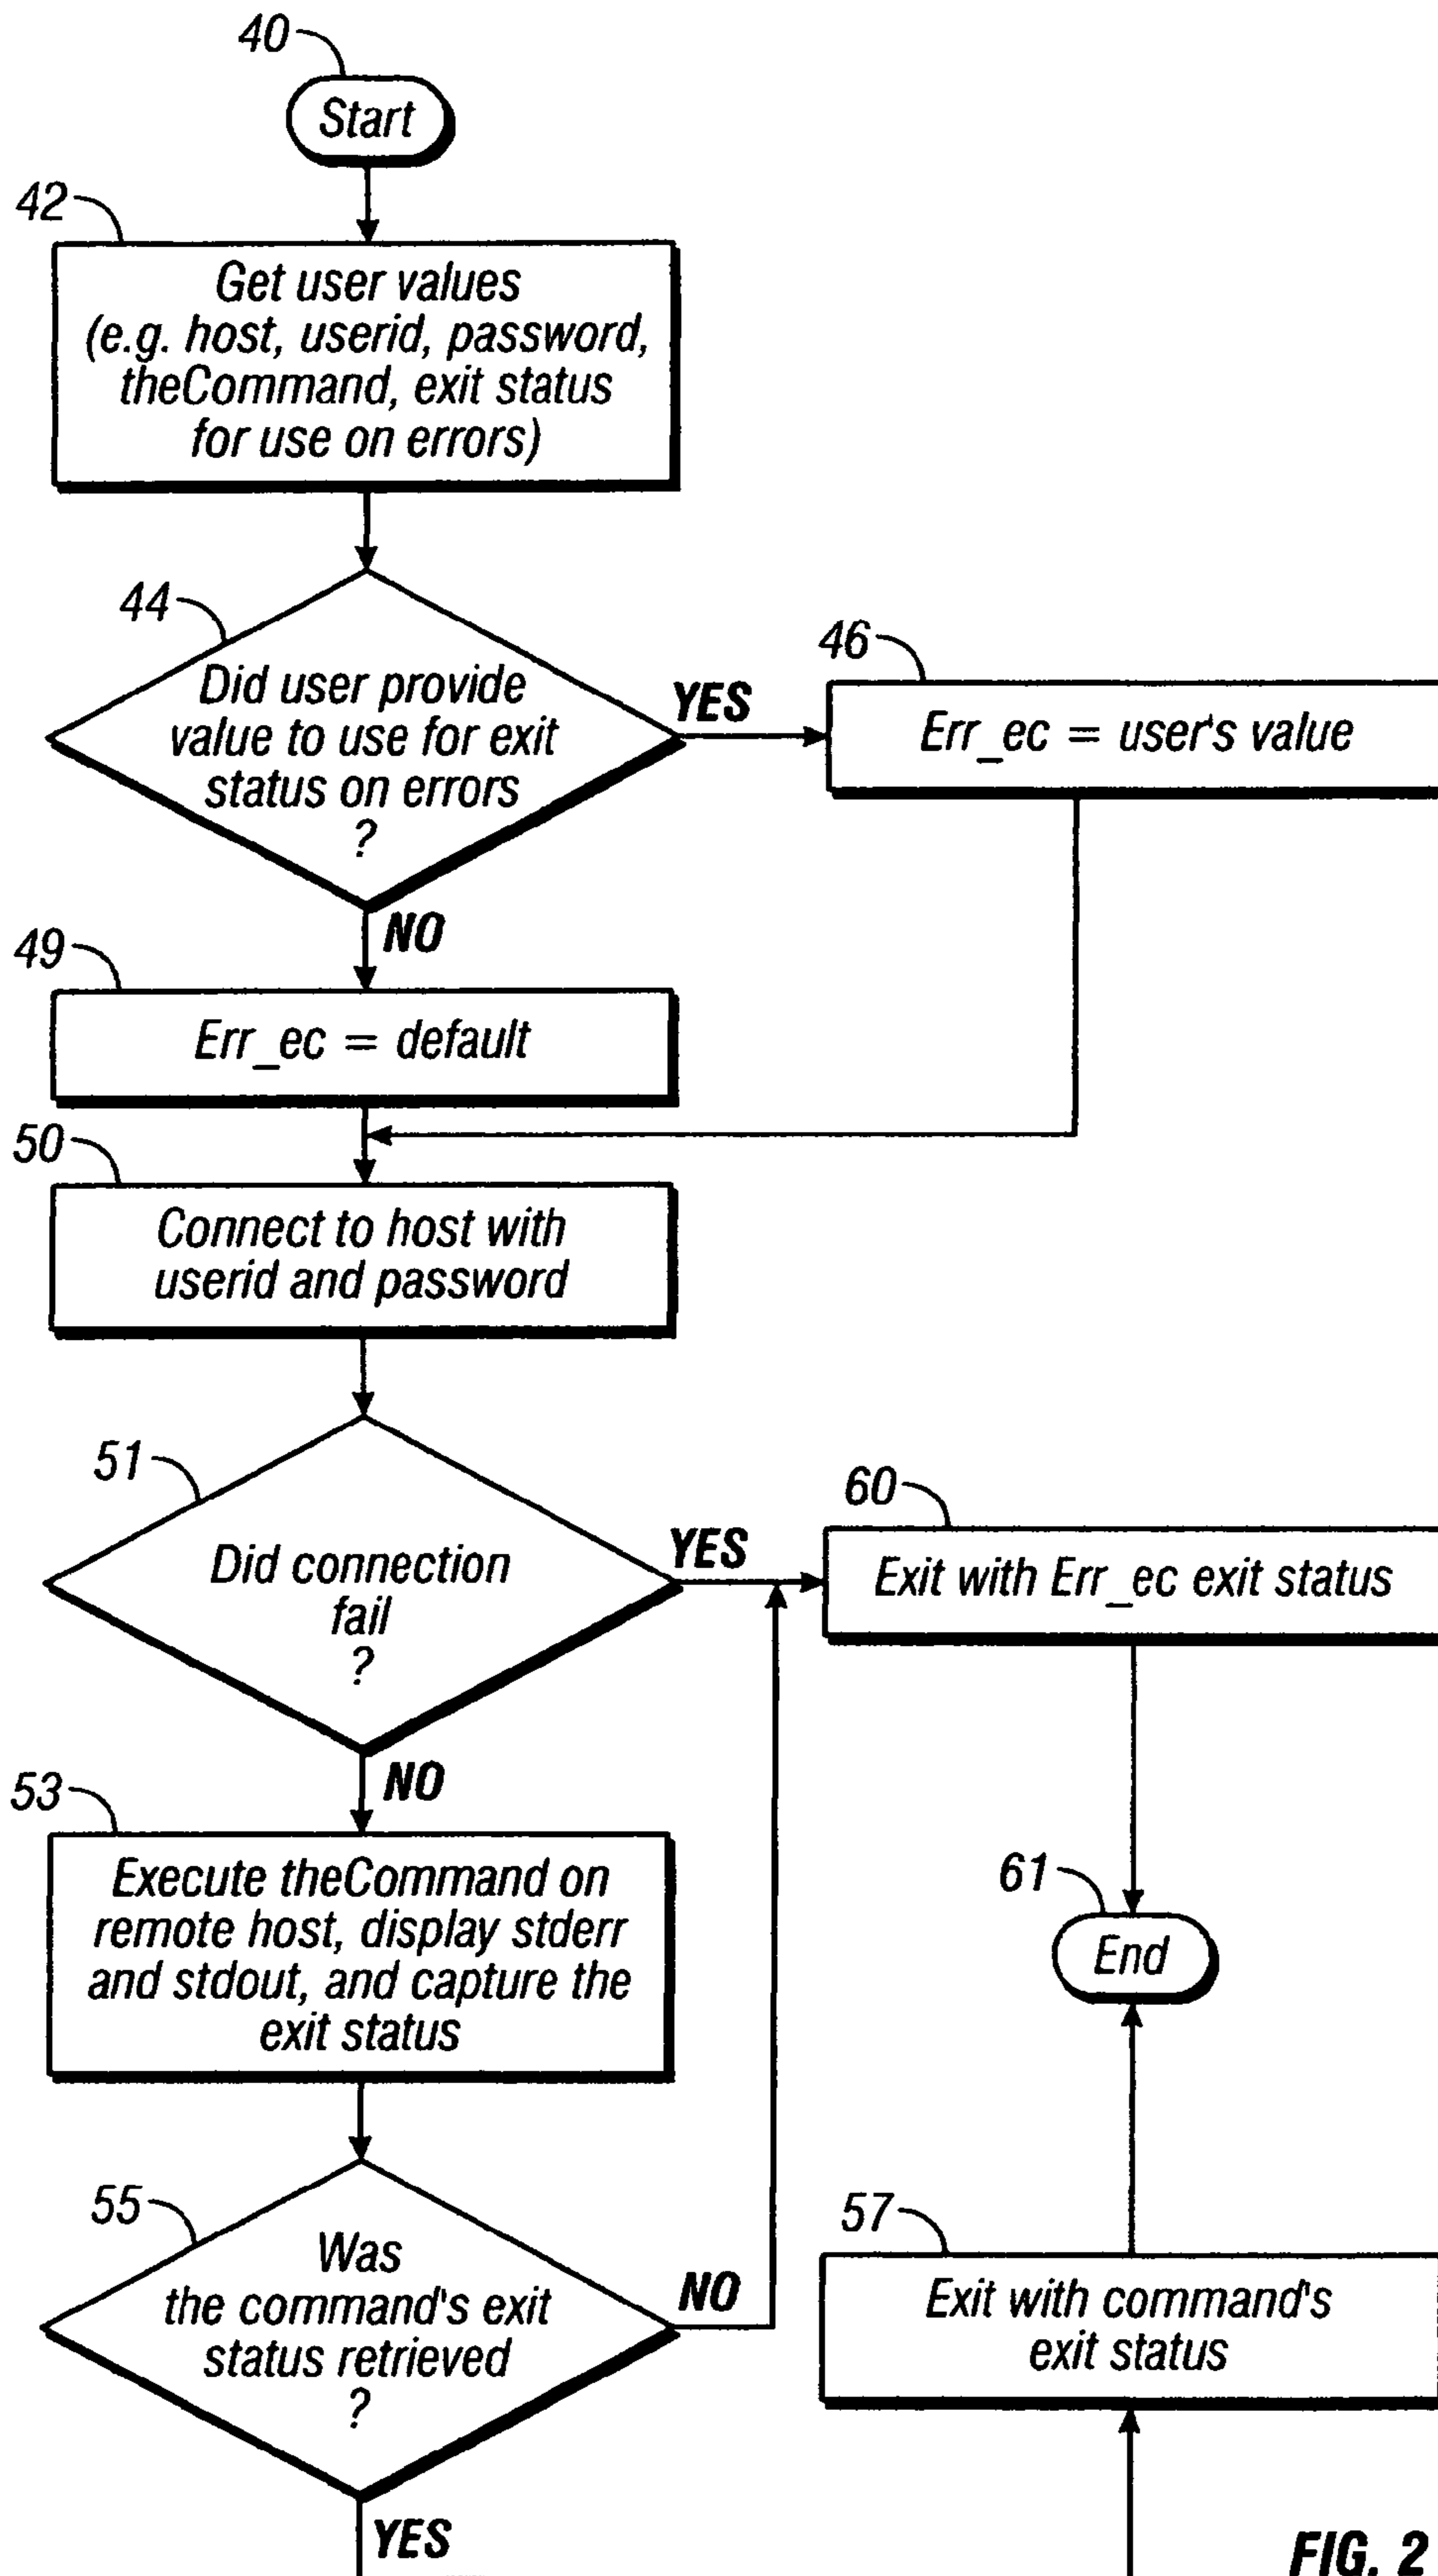 40
Start
42
Get user values
(e.g. host, userid, password,
theCommand, exit status
for use on errors)
44
Did user provide
value to use for exit
status on errors
?
YES
46
Err_ec = user's value
NO
49
Err_ec = default
50
Connect to host with
userid and password
51
Did connection
fail
?
YES
60
Exit with Err_ec exit status
NO
53
Execute theCommand on
remote host, display stderr
and stdout, and capture the
exit status
61
End
55
Was
the command's exit
status retrieved
?
NO
57
Exit with command's
exit status
YES
FIG. 2